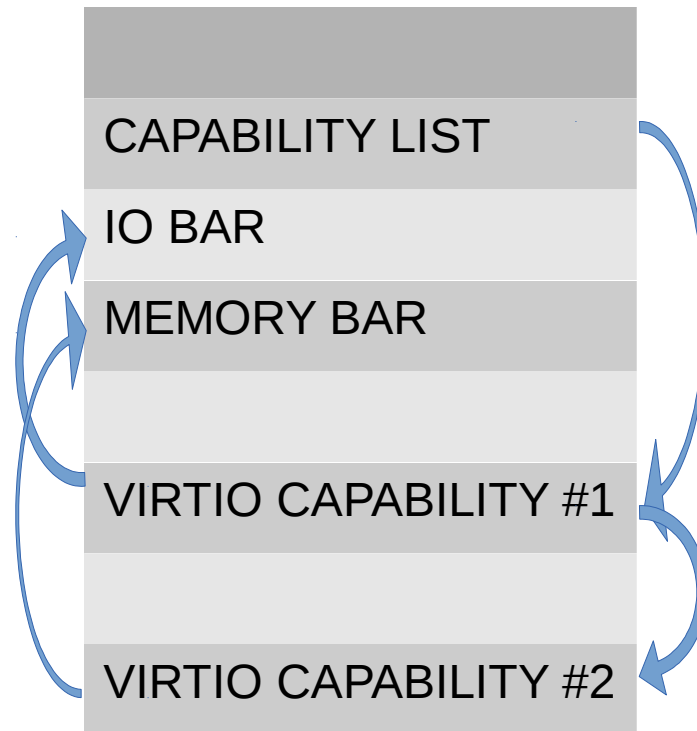 CAPABILITY LIST
IO BAR
MEMORY BAR
VIRTIO CAPABILITY #1
VIRTIO CAPABILITY #2